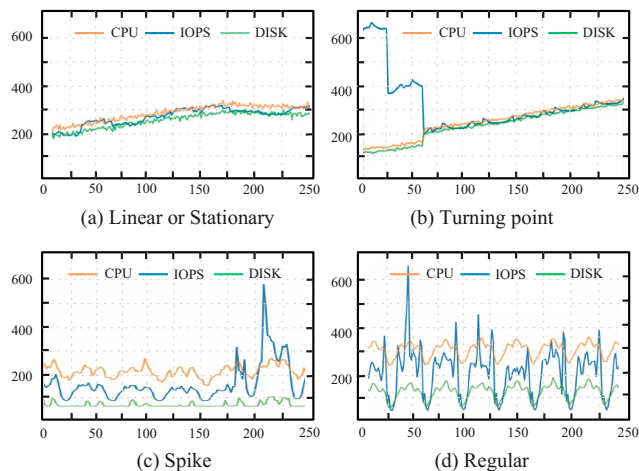 CPU IOPS DISK
600
400
200
0 50 100 150 200 250
(a) Linear or Stationary
CPU IOPS DISK
600
400
200
0 50 100 150 200 250
(b) Turning point
CPU IOPS DISK
600
400
200
0 50 100 150 200 250
(c) Spike
CPU IOPS DISK
600
400
200
0 50 100 150 200 250
(d) Regular